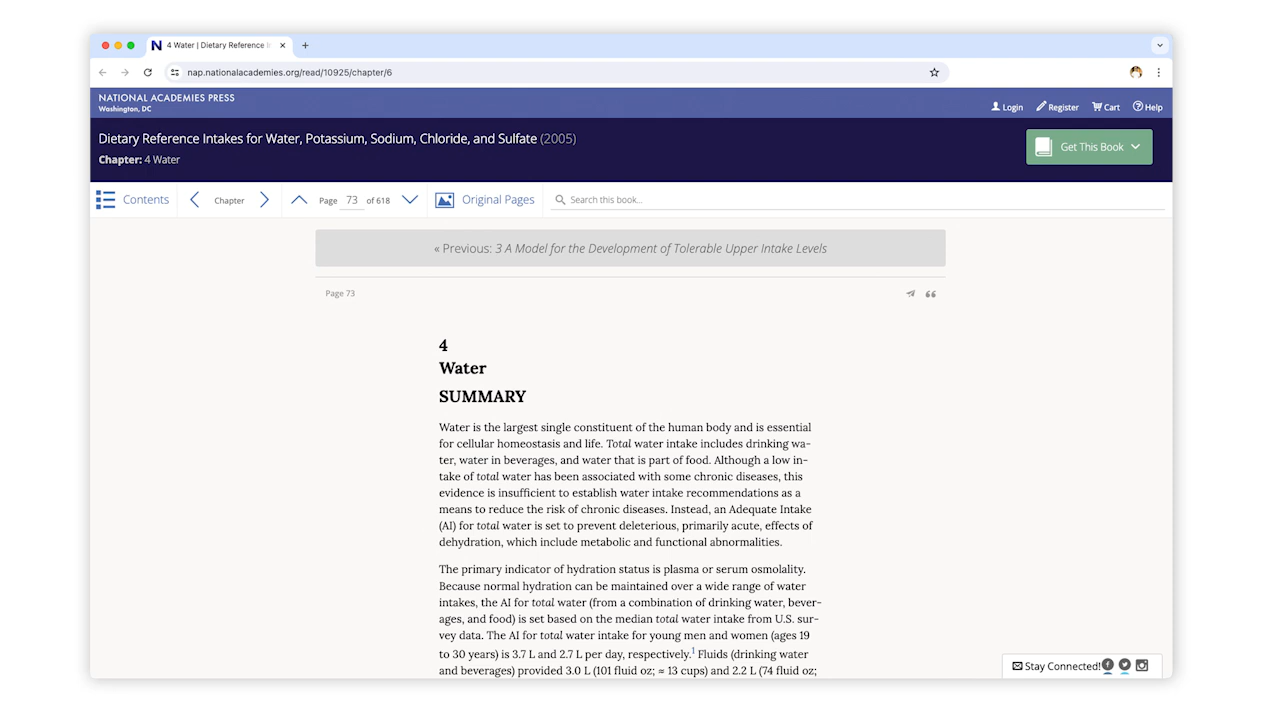 4 Water | Dietary Reference I
nap.nationalacademies.org/read/10925/chapter/6
NATIONAL ACADEMIES PRESS
Washington, DC
Login Register Cart Help
Dietary Reference Intakes for Water, Potassium, Sodium, Chloride, and Sulfate (2005)
Chapter: 4 Water
Get This Book
Contents Chapter Page 73 of 618 Original Pages Search this book...
« Previous: 3 A Model for the Development of Tolerable Upper Intake Levels
Page 73
4
Water
SUMMARY
Water is the largest single constituent of the human body and is essential
for cellular homeostasis and life. Total water intake includes drinking wa-
ter, water in beverages, and water that is part of food. Although a low in-
take of total water has been associated with some chronic diseases, this
evidence is insufficient to establish water intake recommendations as a
means to reduce the risk of chronic diseases. Instead, an Adequate Intake
(AI) for total water is set to prevent deleterious, primarily acute, effects of
dehydration, which include metabolic and functional abnormalities.
The primary indicator of hydration status is plasma or serum osmolality.
Because normal hydration can be maintained over a wide range of water
intakes, the AI for total water (from a combination of drinking water, bever-
ages, and food) is set based on the median total water intake from U.S. sur-
vey data. The AI for total water intake for young men and women (ages 19
to 30 years) is 3.7 L and 2.7 L per day, respectively.1 Fluids (drinking water
and beverages) provided 3.0 L (101 fluid oz; ≈ 13 cups) and 2.2 L (74 fluid oz;
Stay Connected!